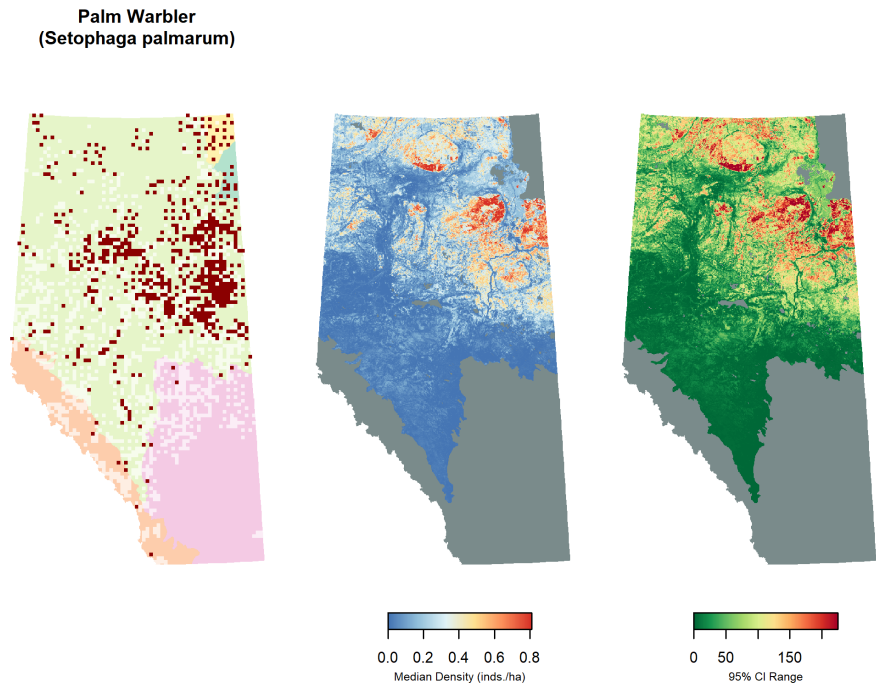 Palm Warbler
(Setophaga palmarum)
0.0 0.2 0.4 0.6 0.8
Median Density (inds./ha)
0 50 150
95% CI Range